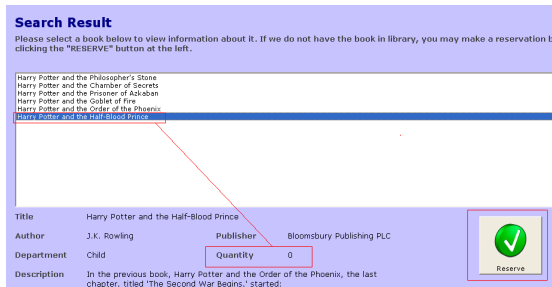 Search Result
Please select a book below to view information about it. If we do not have the book in library, you may make a reservation b
clicking the "RESERVE" button at the left.
Harry Potter and the Philosopher's Stone
Harry Potter and the Chamber of Secrets
Harry Potter and the Prisoner of Azkaban
Harry Potter and the Goblet of Fire
Harry Potter and the Order of the Phoenix
Harry Potter and the Half-Blood Prince
Title Harry Potter and the Half-Blood Prince
Author J.K. Rowling Publisher Bloomsbury Publishing PLC
Department Child Quantity 0
Reserve
Description In the previous book, Harry Potter and the Order of the Phoenix, the last
chapter, titled 'The Second War Begins.' started: